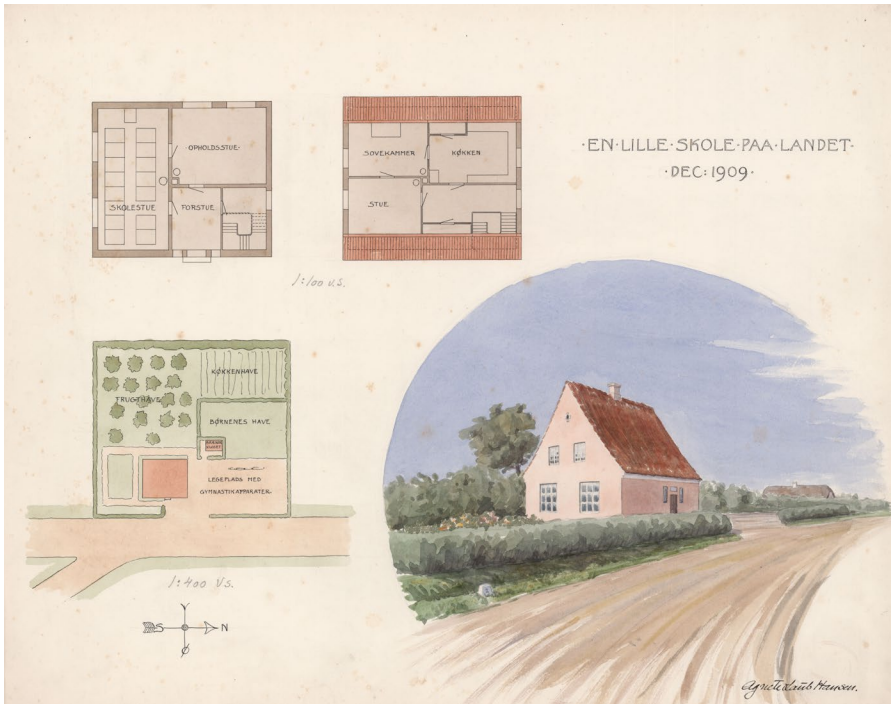 ·EN·LILLE·SKOLE·PAA·LANDET·
·DEC:1909·
·OPHOLDSSTUE·
SKOLESTUE
FORSTUE
SOVEKAMMER
KØKKEN
STUE
1:100 V.S.
KØKKENHAVE
FRUGTHAVE
BØRNENES HAVE
LEGEPLADS MED
GYMNASTIKAPPARATER.
1:400 V.S.
V
S
N
Ø
Agnete Laub Hansen.